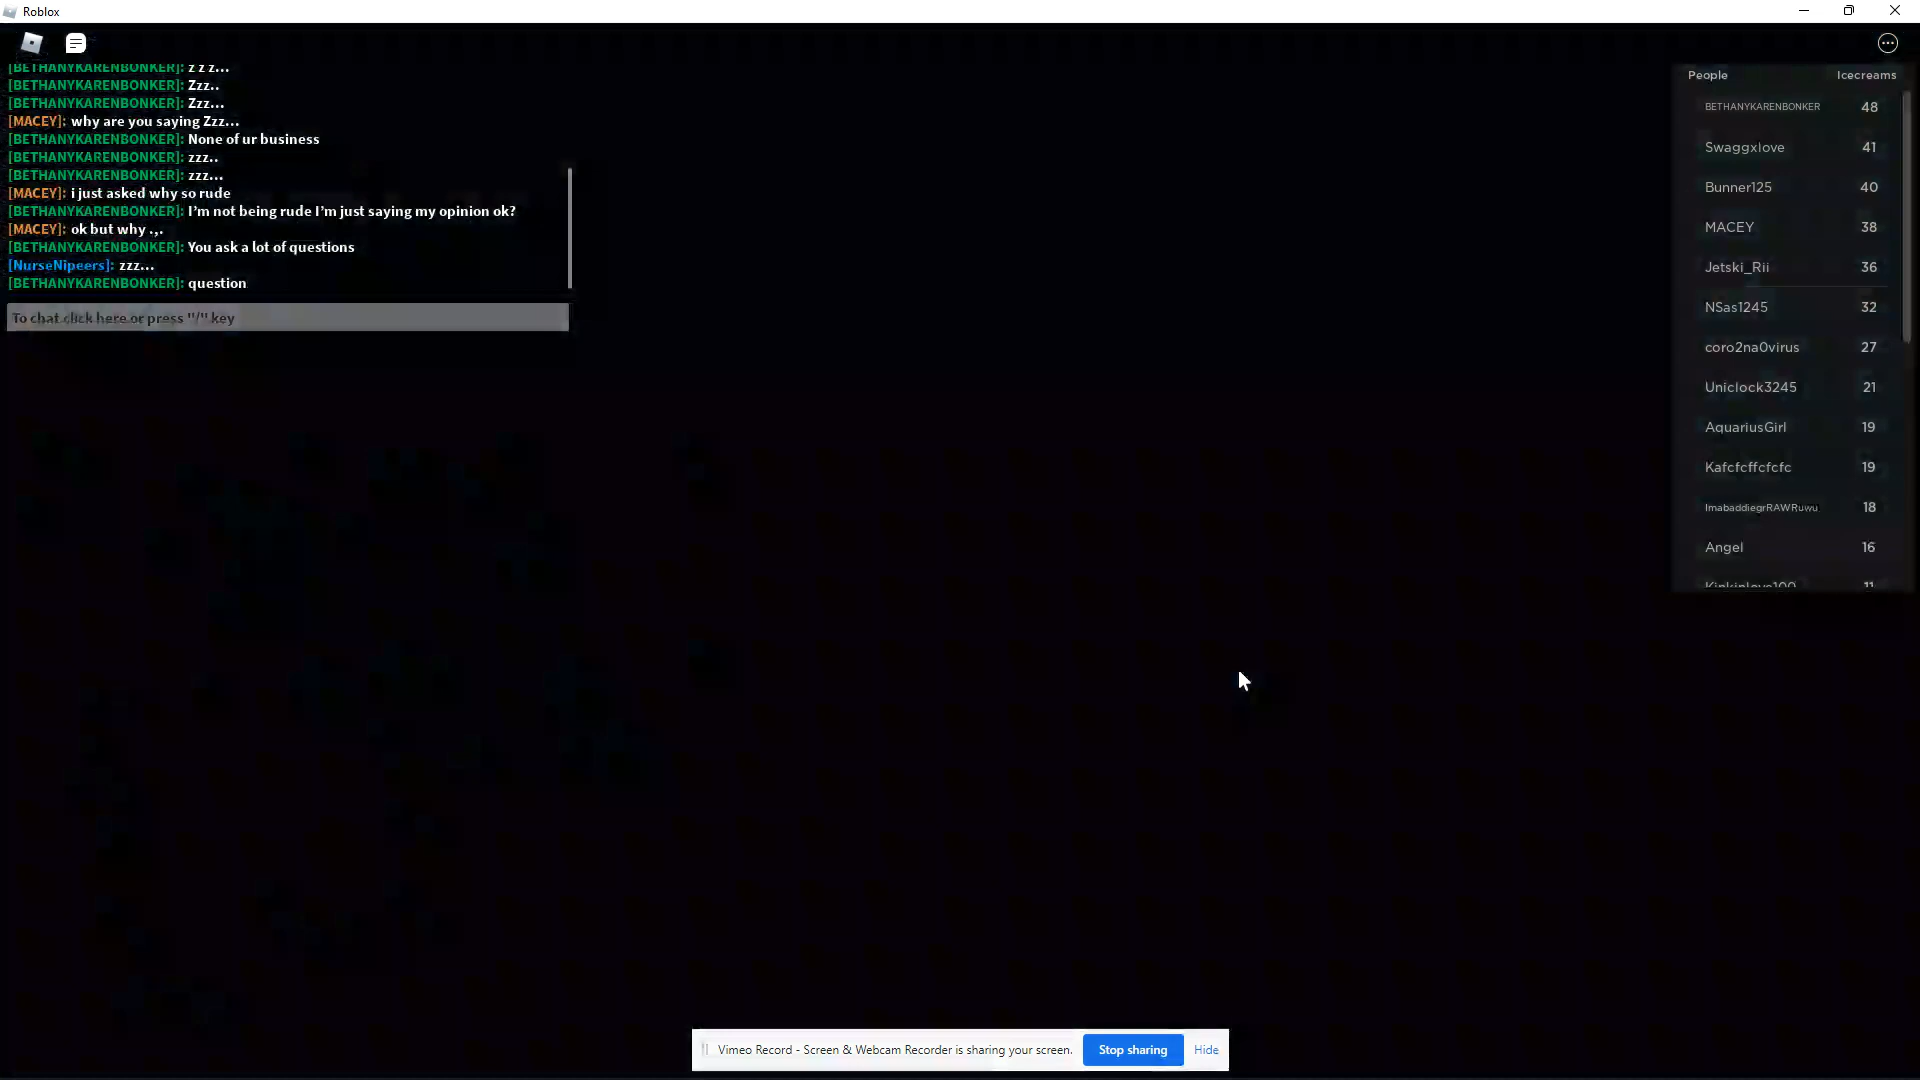 Roblox
[BETHANYKARENBONKER]: z z z...
[BETHANYKARENBONKER]: Zzz..
[BETHANYKARENBONKER]: Zzz...
[MACEY]: why are you saying Zzz...
[BETHANYKARENBONKER]: None of ur business
[BETHANYKARENBONKER]: zzz..
[BETHANYKARENBONKER]: zzz...
[MACEY]: i just asked why so rude
[BETHANYKARENBONKER]: I'm not being rude I'm just saying my opinion ok?
[MACEY]: ok but why .,.
[BETHANYKARENBONKER]: You ask a lot of questions
[NurseNipeers]: zzz...
[BETHANYKARENBONKER]: question
To chat click here or press "/" key
People Icecreams
BETHANYKARENBONKER 48
Swaggxlove 41
Bunner125 40
MACEY 38
Jetski_Rii 36
NSas1245 32
coro2na0virus 27
Uniclock3245 21
AquariusGirl 19
Kafcfcffcfcfc 19
ImabaddiegrRAWRuwu 18
Angel 16
11
Vimeo Record - Screen & Webcam Recorder is sharing your screen. Stop sharing Hide